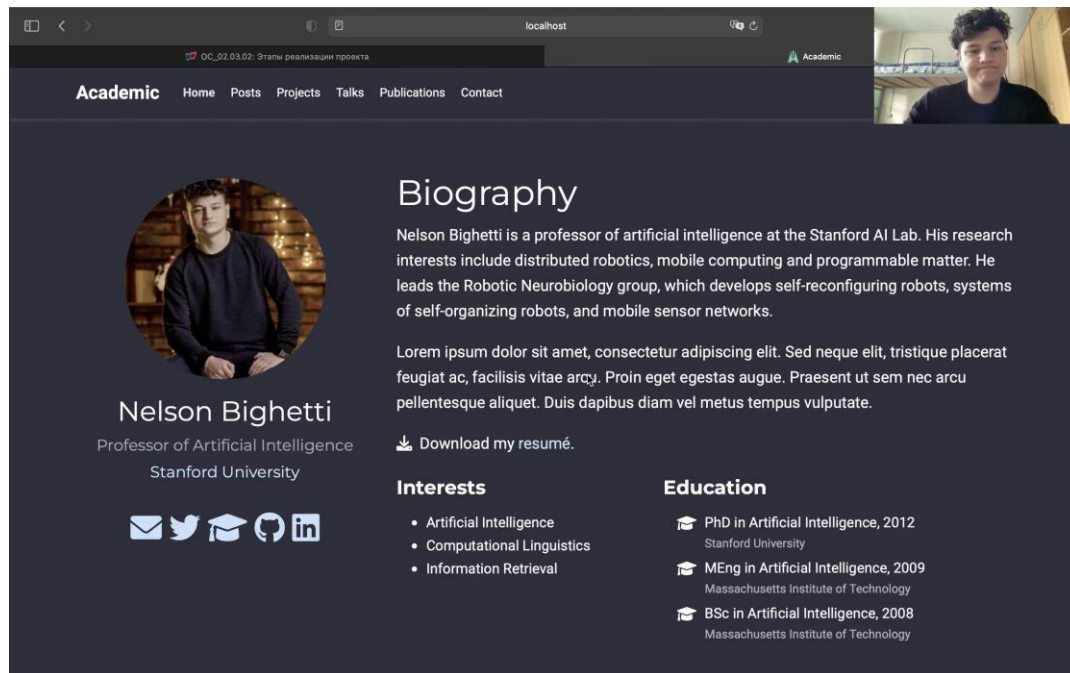 localhost
ОС_02.03.02: Этапы реализации проекта
Academic
Academic Home Posts Projects Talks Publications Contact
Biography
Nelson Bighetti is a professor of artificial intelligence at the Stanford AI Lab. His research
interests include distributed robotics, mobile computing and programmable matter. He
leads the Robotic Neurobiology group, which develops self-reconfiguring robots, systems
of self-organizing robots, and mobile sensor networks.
Lorem ipsum dolor sit amet, consectetur adipiscing elit. Sed neque elit, tristique placerat
feugiat ac, facilisis vitae arcu. Proin eget egestas augue. Praesent ut sem nec arcu
pellentesque aliquet. Duis dapibus diam vel metus tempus vulputate.
Nelson Bighetti
Professor of Artificial Intelligence
Stanford University
in
Download my resumé.
Interests
Artificial Intelligence
Computational Linguistics
Information Retrieval
Education
PhD in Artificial Intelligence, 2012
Stanford University
MEng in Artificial Intelligence, 2009
Massachusetts Institute of Technology
BSc in Artificial Intelligence, 2008
Massachusetts Institute of Technology